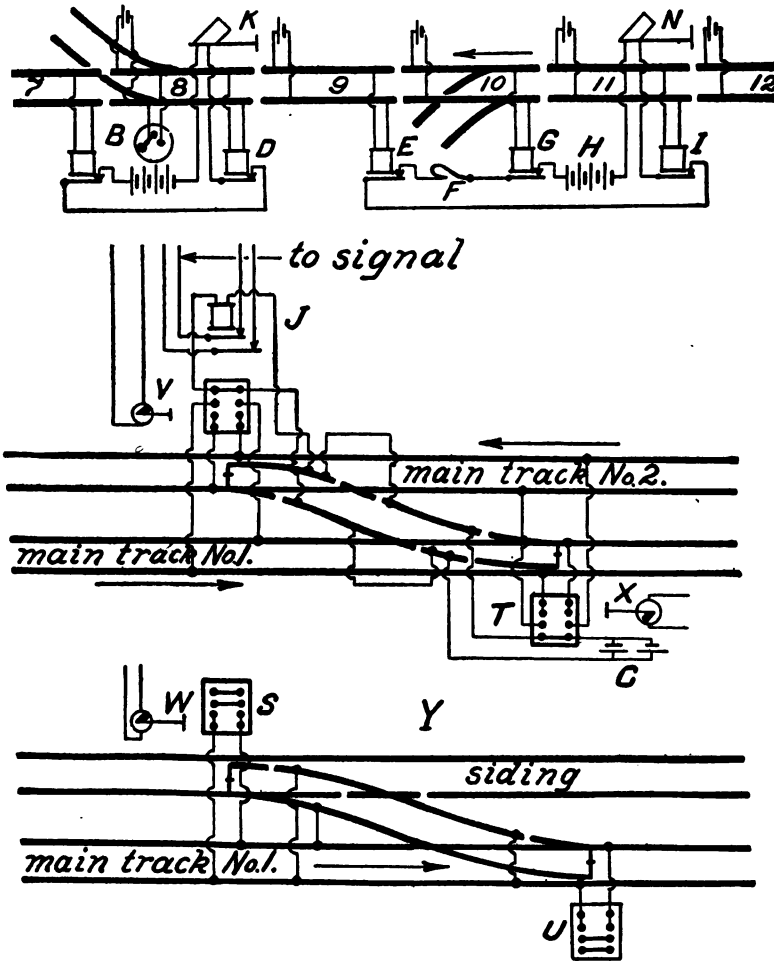 K N
7 8 9 10 11 12
B D E F G H I
to signal
J
V
main track No.2.
main track No.1.
T X
C
W S Y
siding
main track No.1.
U